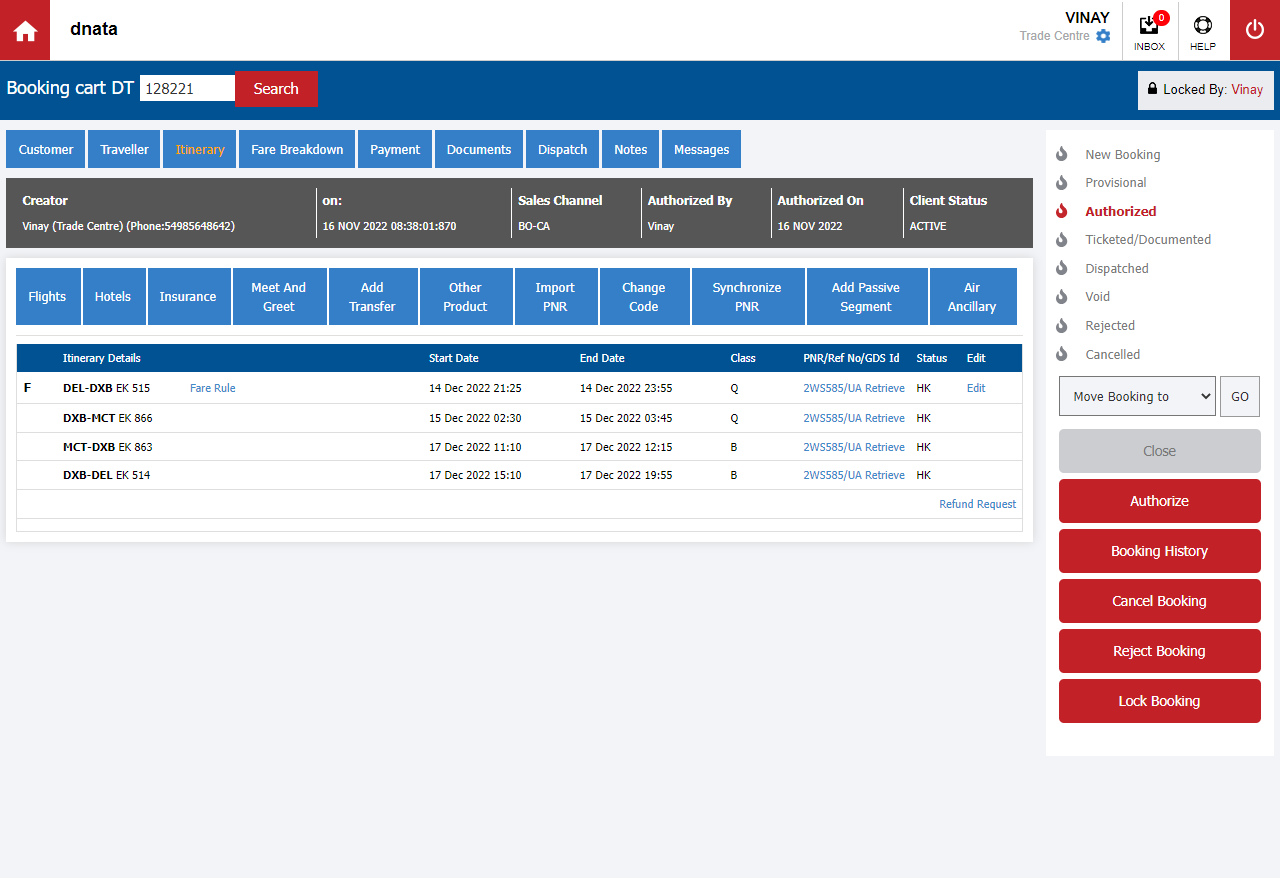 dnata
VINAY
Trade Centre
0
INBOX
HELP
Booking cart DT 128221 Search
Locked By: Vinay
Customer Traveller Itinerary Fare Breakdown Payment Documents Dispatch Notes Messages
Creator on: Sales Channel Authorized By Authorized On Client Status
Vinay (Trade Centre) (Phone:54985648642) 16 NOV 2022 08:38:01:870 BO-CA Vinay 16 NOV 2022 ACTIVE
Flights Hotels Insurance Meet And Greet Add Transfer Other Product Import PNR Change Code Synchronize PNR Add Passive Segment Air Ancillary
Itinerary Details Start Date End Date Class PNR/Ref No/GDS Id Status Edit
F DEL-DXB EK 515 Fare Rule 14 Dec 2022 21:25 14 Dec 2022 23:55 Q 2WS585/UA Retrieve HK Edit
DXB-MCT EK 866 15 Dec 2022 02:30 15 Dec 2022 03:45 Q 2WS585/UA Retrieve HK
MCT-DXB EK 863 17 Dec 2022 11:10 17 Dec 2022 12:15 B 2WS585/UA Retrieve HK
DXB-DEL EK 514 17 Dec 2022 15:10 17 Dec 2022 19:55 B 2WS585/UA Retrieve HK
Refund Request
New Booking
Provisional
Authorized
Ticketed/Documented
Dispatched
Void
Rejected
Cancelled
Move Booking to GO
Close
Authorize
Booking History
Cancel Booking
Reject Booking
Lock Booking